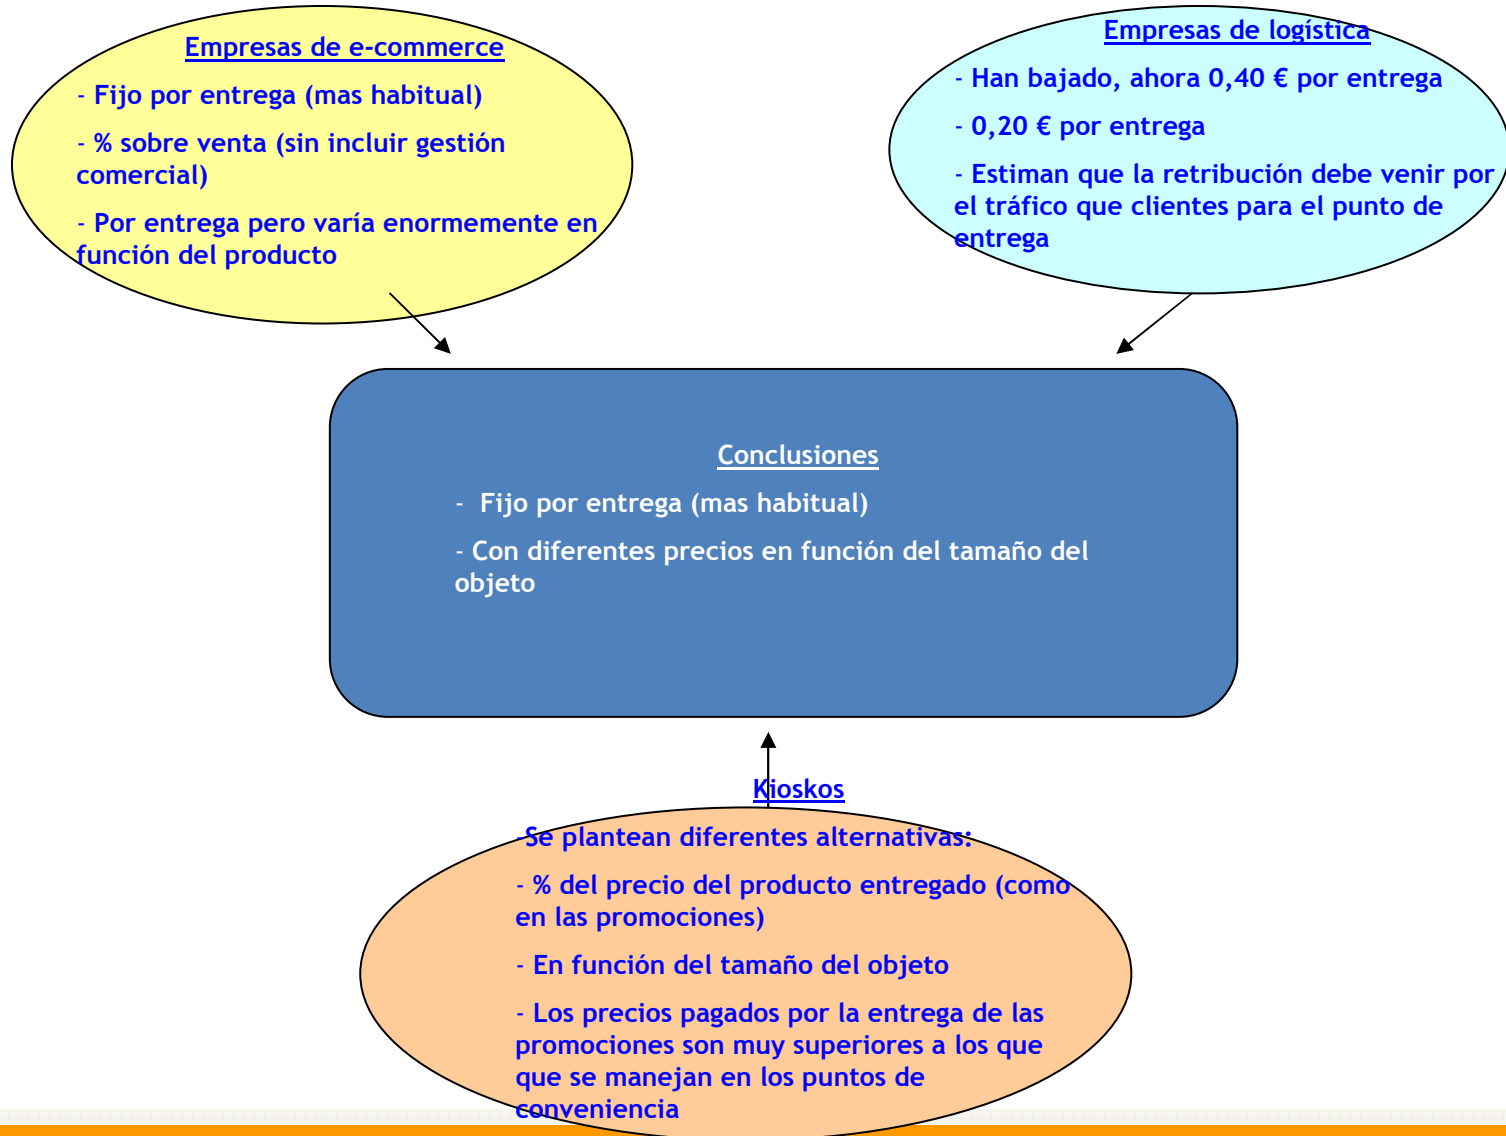 Empresas de e-commerce
- Fijo por entrega (mas habitual)
- % sobre venta (sin incluir gestión
comercial)
- Por entrega pero varía enormemente en
función del producto
Empresas de logística
- Han bajado, ahora 0,40 € por entrega
- 0,20 € por entrega
- Estiman que la retribución debe venir por
el tráfico que clientes para el punto de
entrega
Conclusiones
- Fijo por entrega (mas habitual)
- Con diferentes precios en función del tamaño del
objeto
Kioskos
-Se plantean diferentes alternativas:
- % del precio del producto entregado (como
en las promociones)
- En función del tamaño del objeto
- Los precios pagados por la entrega de las
promociones son muy superiores a los que
que se manejan en los puntos de
conveniencia